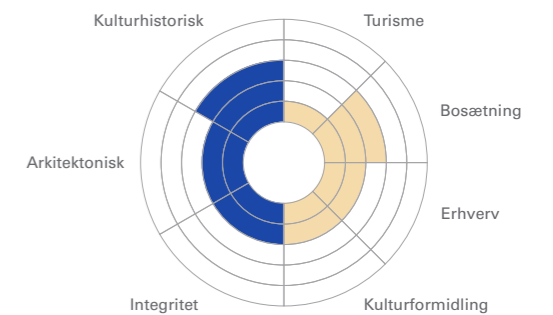 Kulturhistorisk
Turisme
Bosætning
Arkitektonisk
Erhverv
Integritet
Kulturformidling